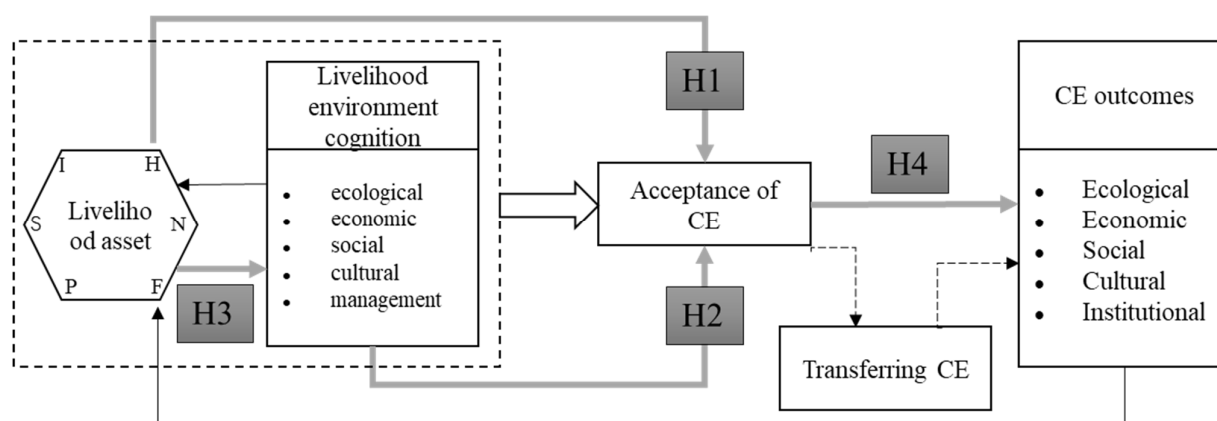 H1
Livelihood
environment
cognition
CE outcomes
I
H
S
Liveliho
od asset
N
P
F
• ecological
• economic
• social
• cultural
• management
H3
Acceptance of
CE
H4
H2
Transferring CE
• Ecological
• Economic
• Social
• Cultural
• Institutional